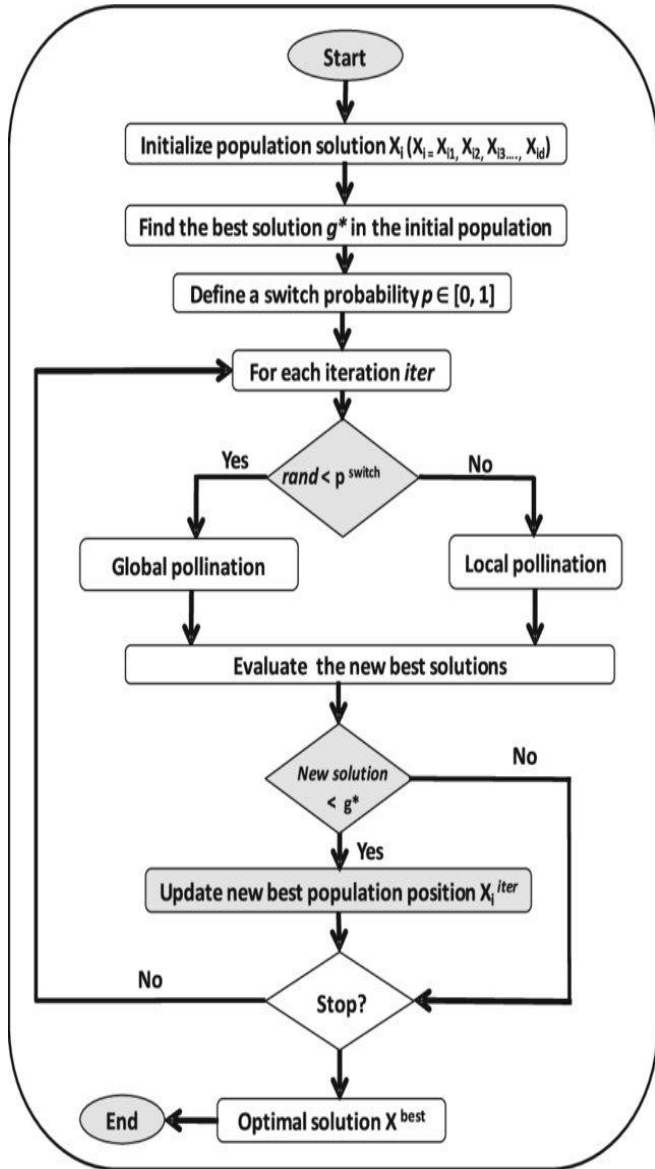 Start
Initialize population solution Xi (Xi = Xi1, Xi2, Xi3...., Xid)
Find the best solution g* in the initial population
Define a switch probability p ∈ [0, 1]
For each iteration iter
Yes
rand < p switch
No
Global pollination
Local pollination
Evaluate the new best solutions
New solution
< g*
No
Yes
Update new best population position Xi iter
No
Stop?
End
Optimal solution X best